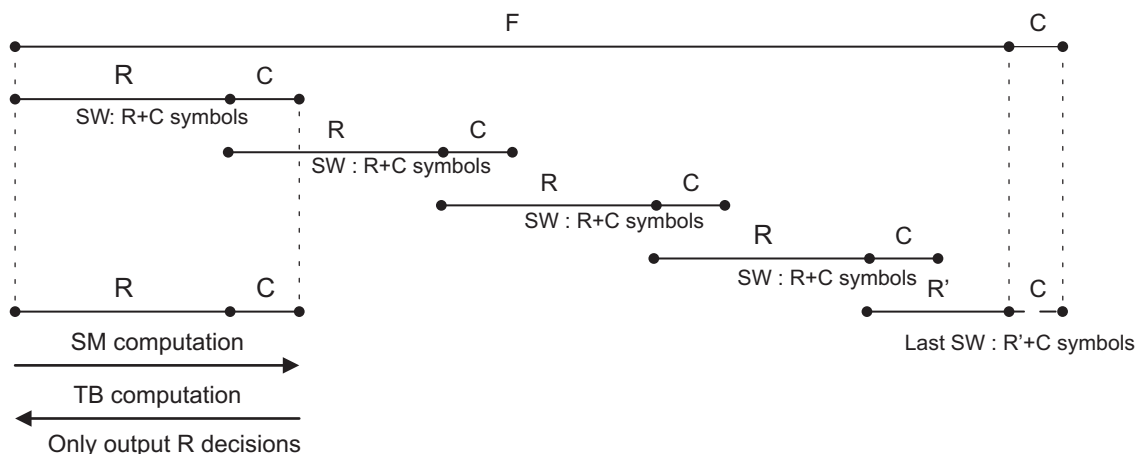 F C
R C
SW: R+C symbols
R C
SW : R+C symbols
R C
SW : R+C symbols
R C
SW : R+C symbols
R C R' C
Last SW : R'+C symbols
SM computation
TB computation
Only output R decisions